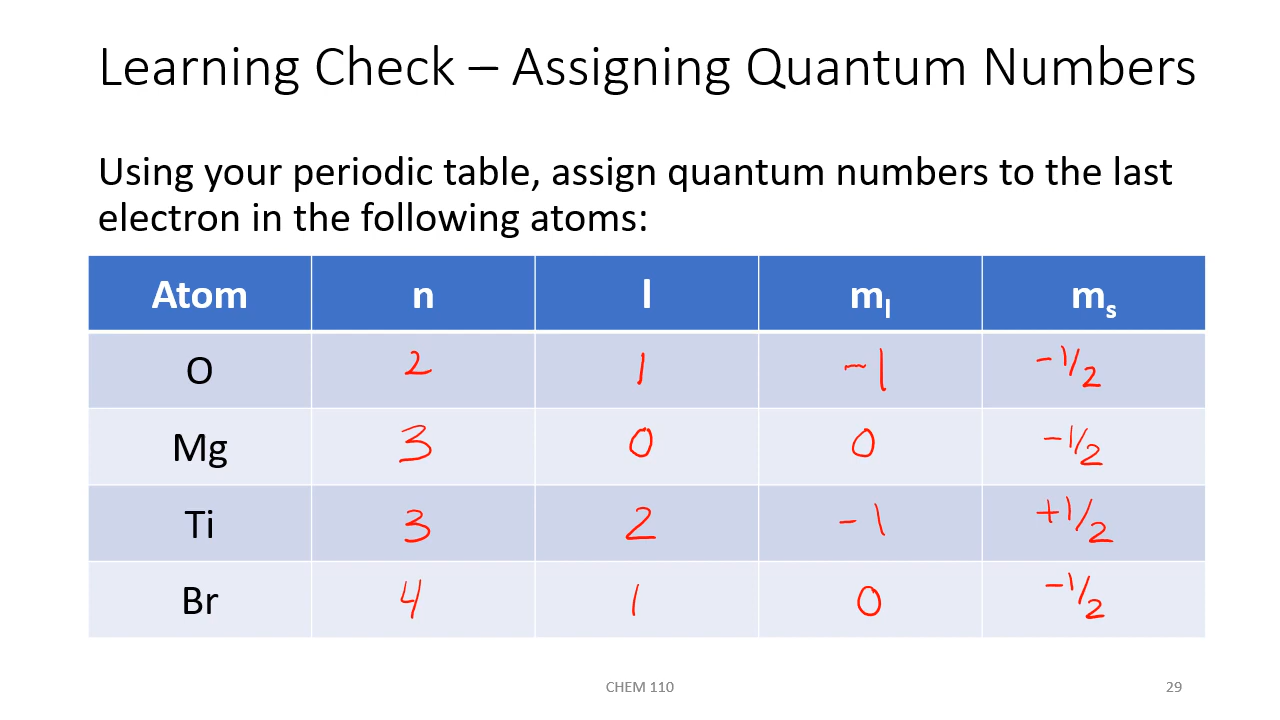 Learning Check – Assigning Quantum Numbers
Using your periodic table, assign quantum numbers to the last
electron in the following atoms:
Atom n l ml ms
O 2 1 -1 -1/2
Mg 3 0 0 -1/2
Ti 3 2 -1 +1/2
Br 4 1 0 -1/2
CHEM 110 29